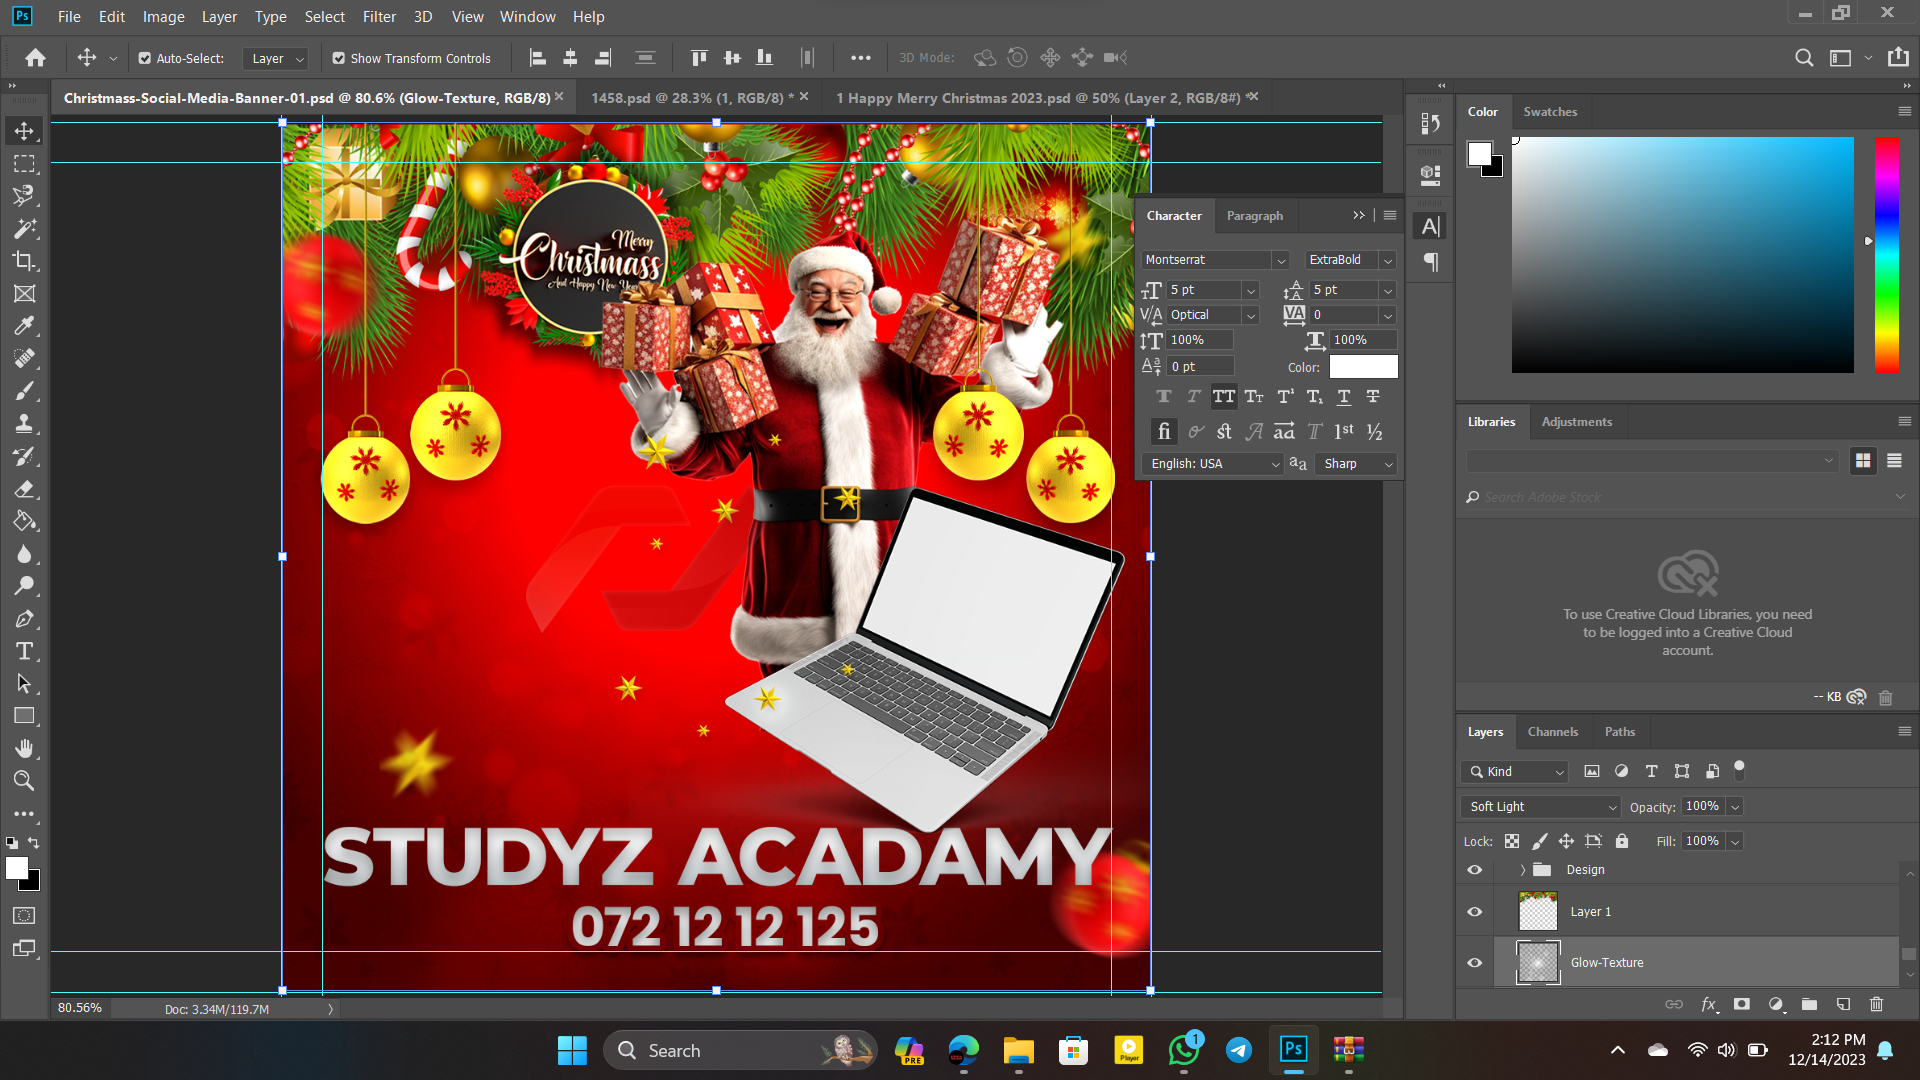 Ps File Edit Image Layer Type Select Filter 3D View Window Help
Auto-Select: Layer Show Transform Controls 3D Mode:
Christmass-Social-Media-Banner-01.psd @ 80.6% (Glow-Texture, RGB/8) 1458.psd @ 28.3% (1, RGB/8) * 1 Happy Merry Christmas 2023.psd @ 50% (Layer 2, RGB/8#) *
Merry
Christmass
And Happy New Year
STUDYZ ACADAMY
072 12 12 125
Character Paragraph
Montserrat ExtraBold
5 pt 5 pt
Optical 0
100% 100%
0 pt Color:
English: USA Sharp
Color Swatches
Libraries Adjustments
Search Adobe Stock
To use Creative Cloud Libraries, you need
to be logged into a Creative Cloud
account.
-- KB
Layers Channels Paths
Kind
Soft Light Opacity: 100%
Lock: Fill: 100%
Design
Layer 1
Glow-Texture
80.56% Doc: 3.34M/119.7M
Search PRE Player 1 Ps
2:12 PM
12/14/2023